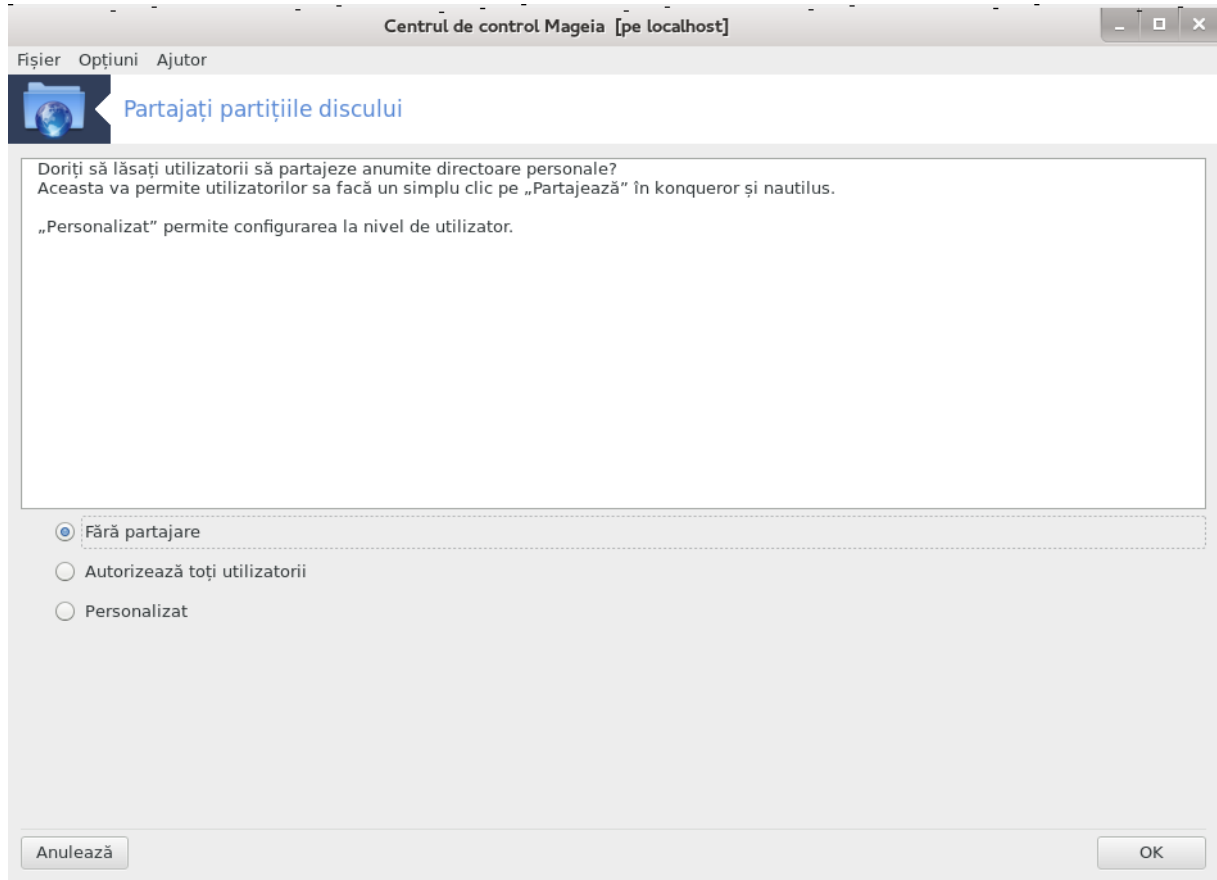 Centrul de control Mageia [pe localhost]
Fișier Opțiuni Ajutor
Partajați partițiile discului
Doriți să lăsați utilizatorii să partajeze anumite directoare personale?
Aceasta va permite utilizatorilor sa facă un simplu clic pe „Partajează” în konqueror și nautilus.
„Personalizat” permite configurarea la nivel de utilizator.
Fără partajare
Autorizează toți utilizatorii
Personalizat
Anulează OK